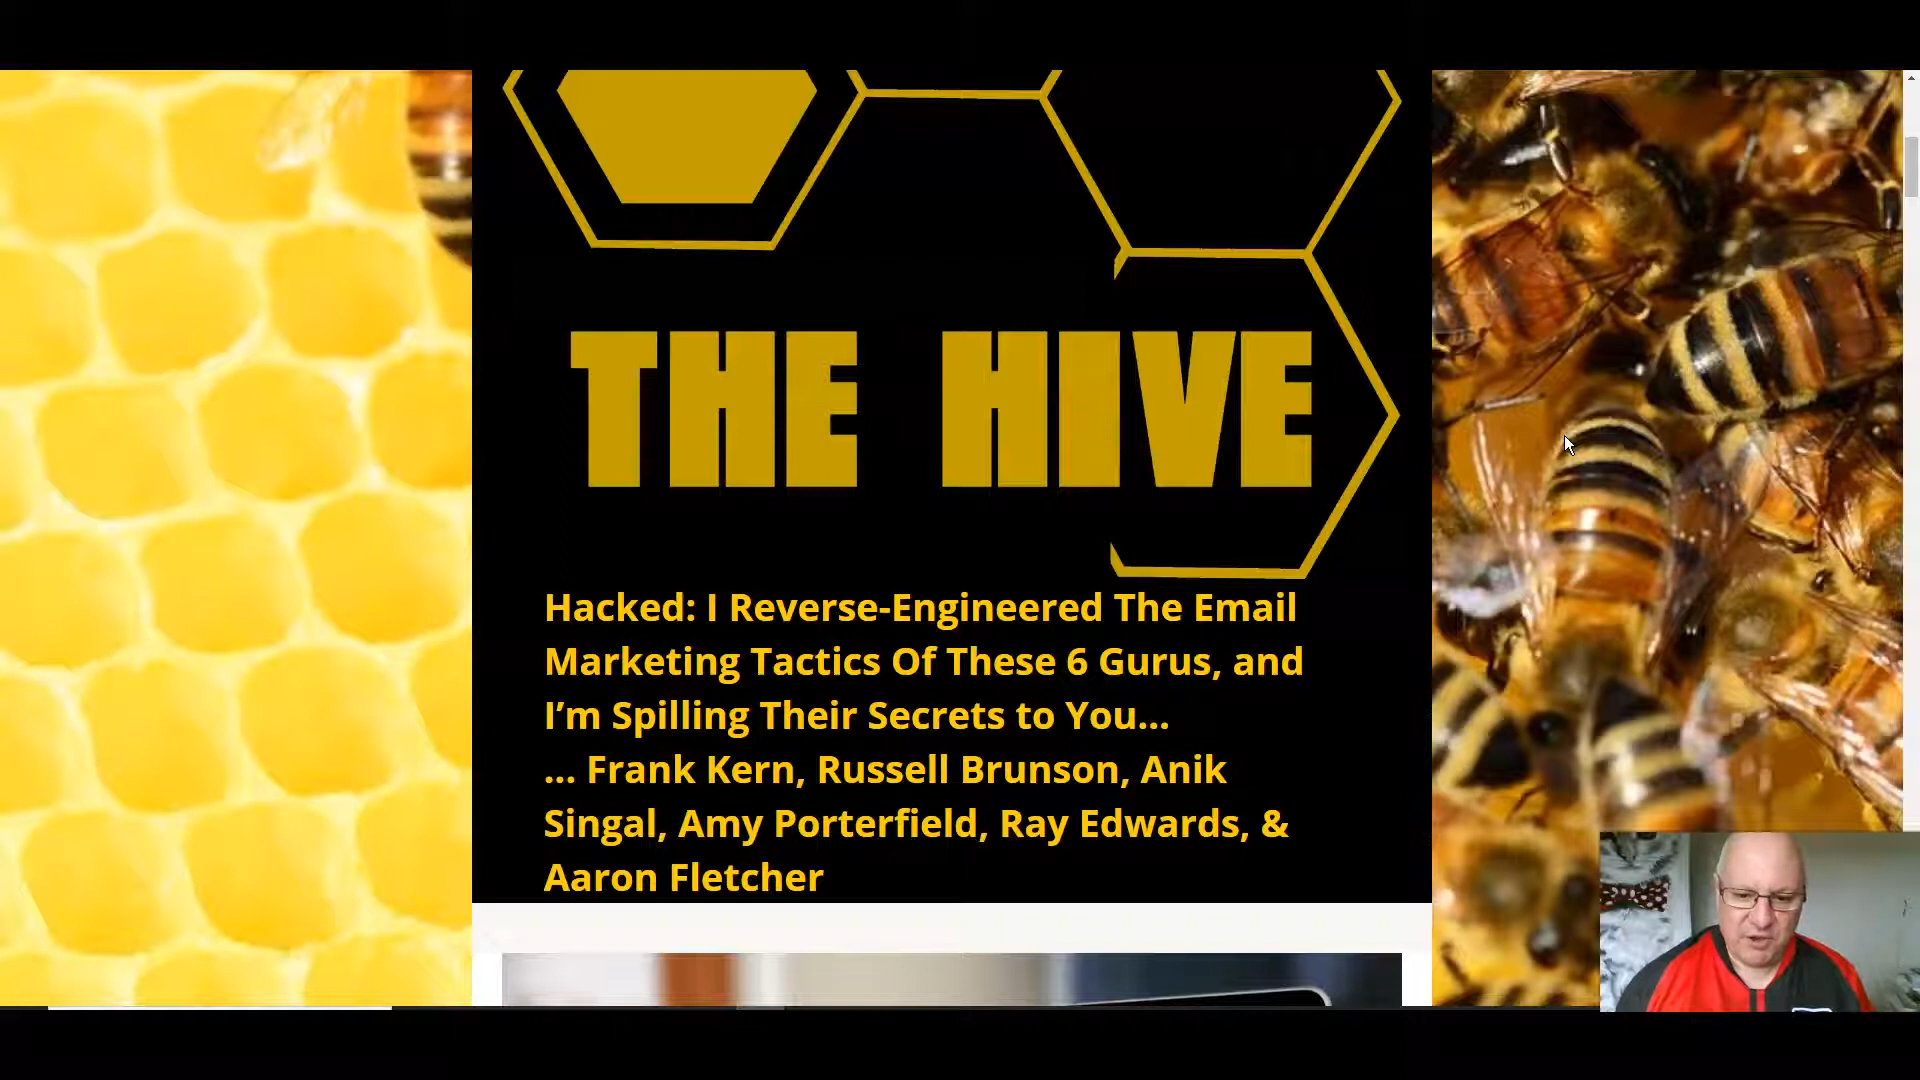 THE HIVE
Hacked: I Reverse-Engineered The Email
Marketing Tactics Of These 6 Gurus, and
I’m Spilling Their Secrets to You...
... Frank Kern, Russell Brunson, Anik
Singal, Amy Porterfield, Ray Edwards, &
Aaron Fletcher